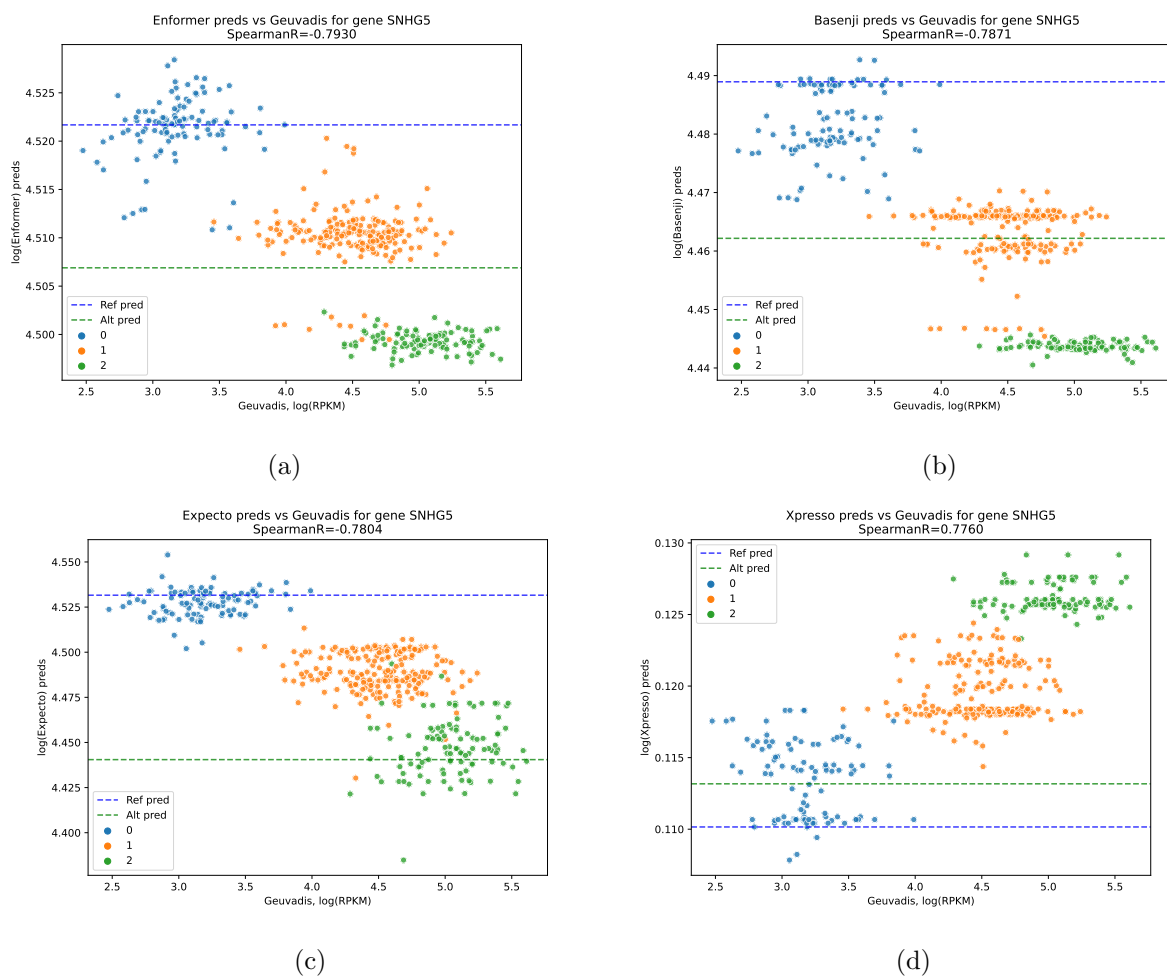 Enformer preds vs Geuvadis for gene SNHG5
SpearmanR=-0.7930
log(Enformer) preds
4.525
4.520
4.515
4.510
4.505
4.500
Ref pred
Alt pred
0
1
2
2.5 3.0 3.5 4.0 4.5 5.0 5.5
Geuvadis, log(RPKM)
(a)
Basenji preds vs Geuvadis for gene SNHG5
SpearmanR=-0.7871
log(Basenji) preds
4.49
4.48
4.47
4.46
4.45
4.44
Ref pred
Alt pred
0
1
2
2.5 3.0 3.5 4.0 4.5 5.0 5.5
Geuvadis, log(RPKM)
(b)
Expecto preds vs Geuvadis for gene SNHG5
SpearmanR=-0.7804
log(Expecto) preds
4.550
4.525
4.500
4.475
4.450
4.425
4.400
Ref pred
Alt pred
0
1
2
2.5 3.0 3.5 4.0 4.5 5.0 5.5
Geuvadis, log(RPKM)
(c)
Xpresso preds vs Geuvadis for gene SNHG5
SpearmanR=0.7760
log(Xpresso) preds
0.130
0.125
0.120
0.115
0.110
Ref pred
Alt pred
0
1
2
2.5 3.0 3.5 4.0 4.5 5.0 5.5
Geuvadis, log(RPKM)
(d)